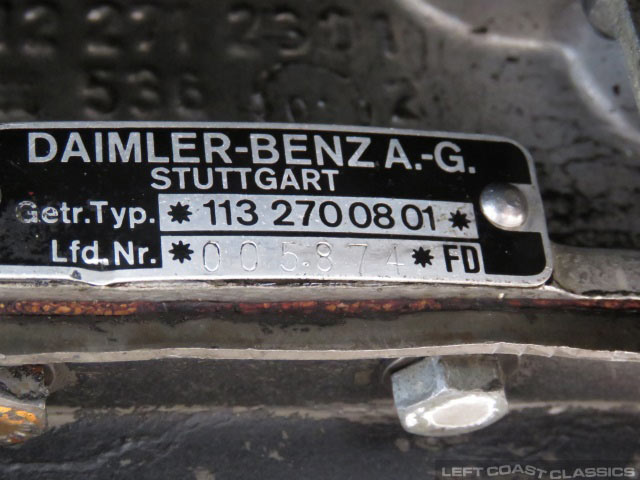 DAIMLER-BENZ A.-G.
STUTTGART
Getr.Typ. * 113 270 08 01 *
Lfd.Nr. * 005874 * FD
LEFT COAST CLASSICS